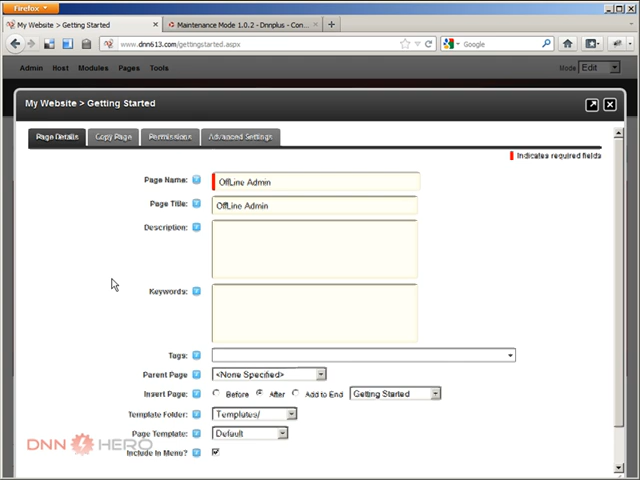 Firefox
My Website > Getting Started
Maintenance Mode 1.0.2 - Dnnplus - Con...
www.dnn613.com/gettingstarted.aspx
Google
Admin Host Modules Pages Tools
Mode Edit
My Website > Getting Started
Page Details Copy Page Permissions Advanced Settings
Indicates required fields
Page Name: OffLine Admin
Page Title: OffLine Admin
Description:
Keywords:
Tags:
Parent Page <None Specified>
Insert Page: Before After Add to End Getting Started
Template Folder: Templates/
Page Template: Default
Include In Menu?
DNN HERO